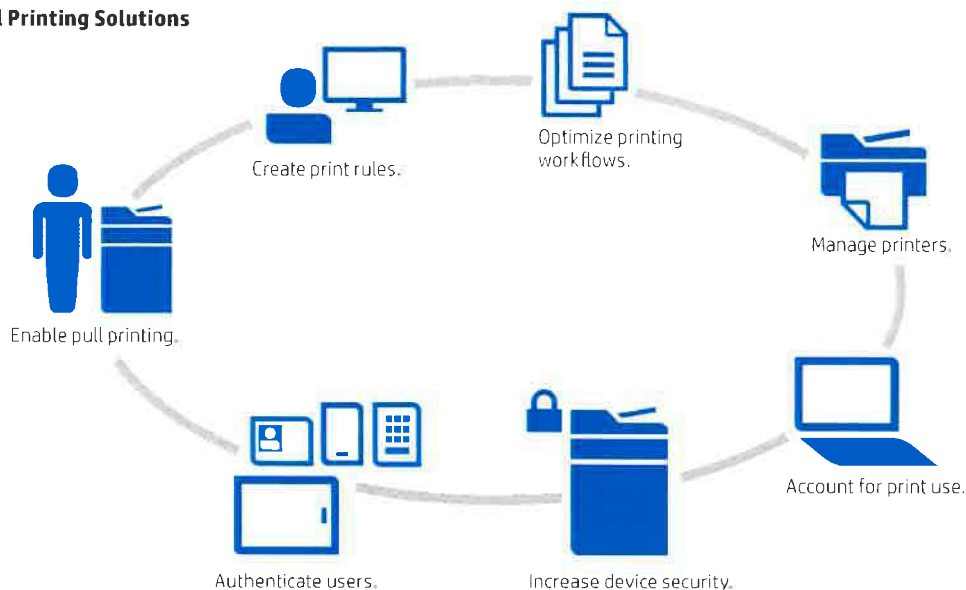 Printing Solutions
Create print rules.
Optimize printing
workflows.
Manage printers.
Enable pull printing.
Account for print use.
Authenticate users.
Increase device security.